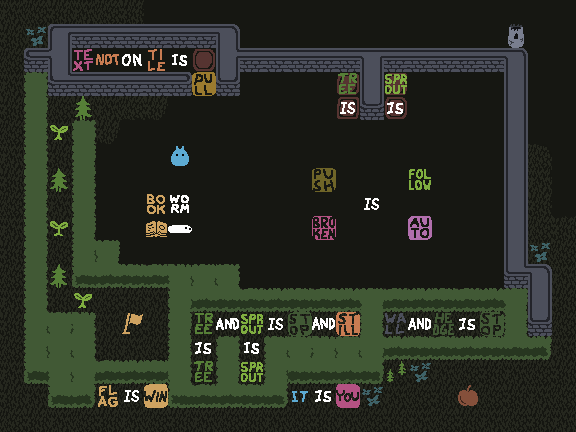 TEXT NOT ON TILE IS
PULL
TREE SPROUT
IS IS
PUSH FOLLOW
BOOK WORM
IS
BROKEN AUTO
TREE AND SPROUT IS STOP AND STILL WALL AND HEDGE IS STOP
IS IS
TREE SPROUT
FLAG IS WIN IT IS YOU